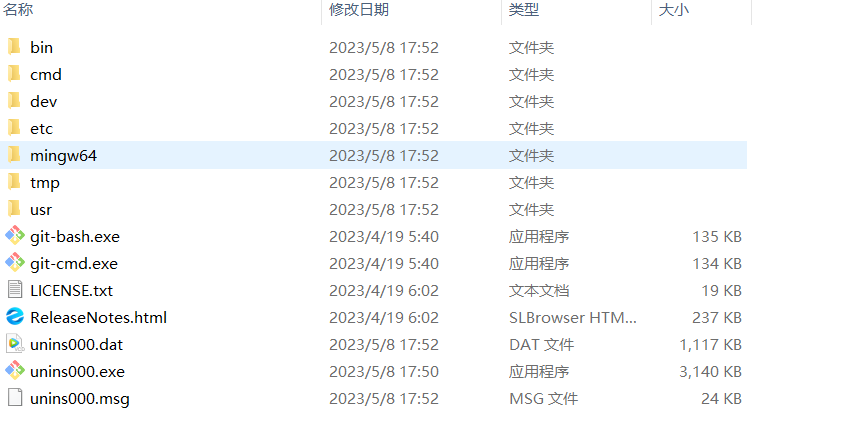 名称 修改日期 类型 大小
bin 2023/5/8 17:52 文件夹
cmd 2023/5/8 17:52 文件夹
dev 2023/5/8 17:52 文件夹
etc 2023/5/8 17:52 文件夹
mingw64 2023/5/8 17:52 文件夹
tmp 2023/5/8 17:52 文件夹
usr 2023/5/8 17:52 文件夹
git-bash.exe 2023/4/19 5:40 应用程序 135 KB
git-cmd.exe 2023/4/19 5:40 应用程序 134 KB
LICENSE.txt 2023/4/19 6:02 文本文档 19 KB
ReleaseNotes.html 2023/4/19 6:02 SLBrowser HTM... 237 KB
unins000.dat 2023/5/8 17:52 DAT 文件 1,117 KB
unins000.exe 2023/5/8 17:50 应用程序 3,140 KB
unins000.msg 2023/5/8 17:52 MSG 文件 24 KB